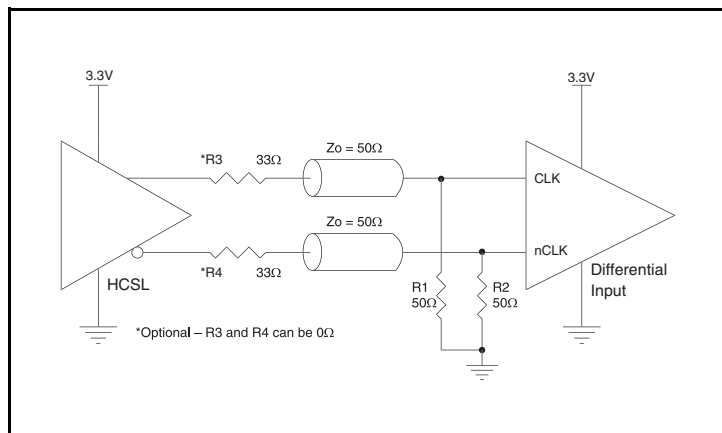 3.3V
3.3V
*R3
33Ω
Zo = 50Ω
CLK
Zo = 50Ω
nCLK
HCSL
*R4
33Ω
R1
50Ω
R2
50Ω
Differential
Input
*Optional – R3 and R4 can be 0Ω